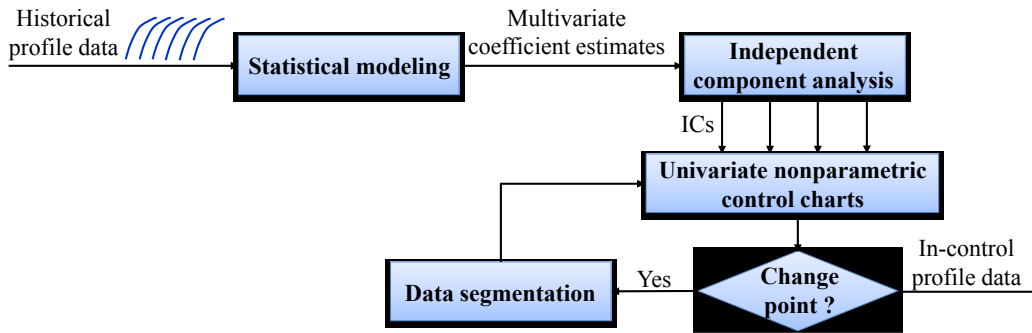 Historical
profile data
Statistical modeling
Multivariate
coefficient estimates
Independent
component analysis
ICs
Univariate nonparametric
control charts
Change
point ?
Yes
Data segmentation
In-control
profile data